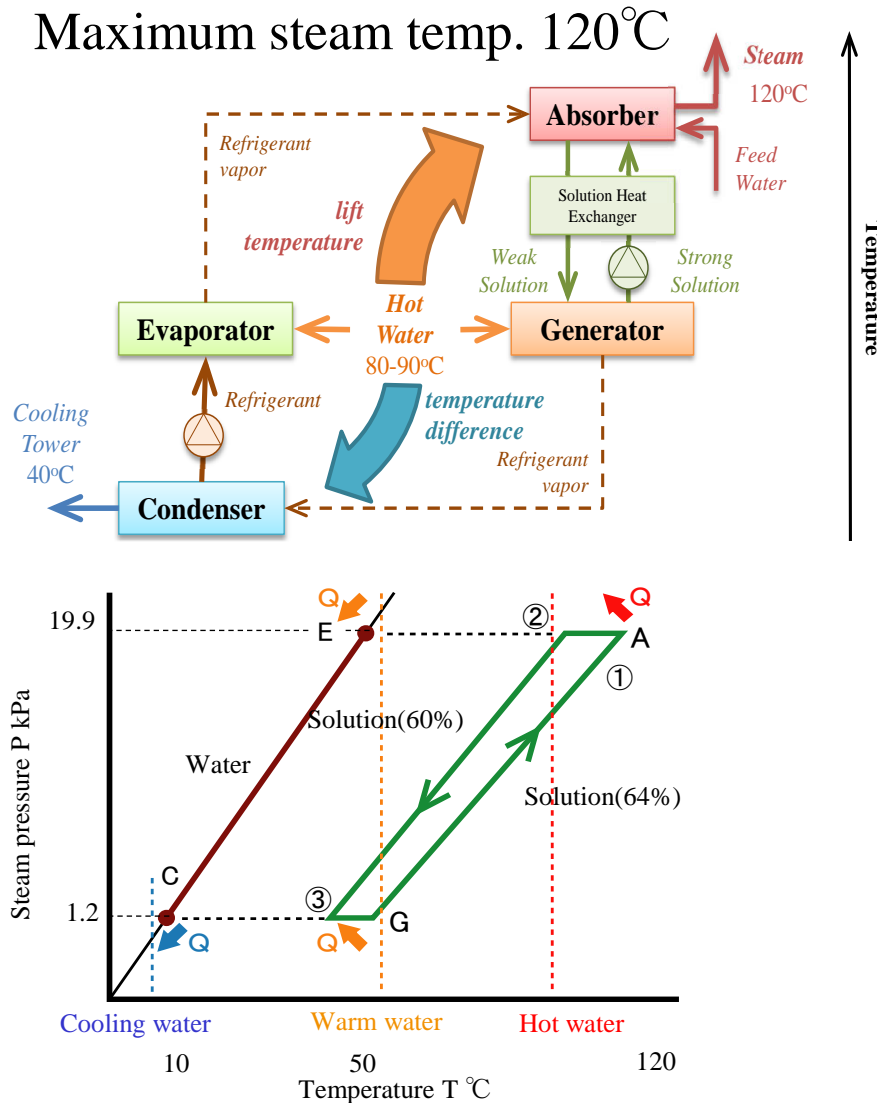 Maximum steam temp. 120℃
Steam
120℃
Absorber
Refrigerant
vapor
Feed
Water
Solution Heat
Exchanger
lift
temperature
Weak
Solution
Strong
Solution
Evaporator
Hot
Water
80-90℃
Generator
Temperature
Refrigerant
temperature
difference
Cooling
Tower
40℃
Refrigerant
vapor
Condenser
Q
②
Q
19.9
E
A
①
Solution(60%)
Water
Solution(64%)
Steam pressure P kPa
C
1.2
③
G
Q
Q
Cooling water
Warm water
Hot water
10
50
120
Temperature T ℃